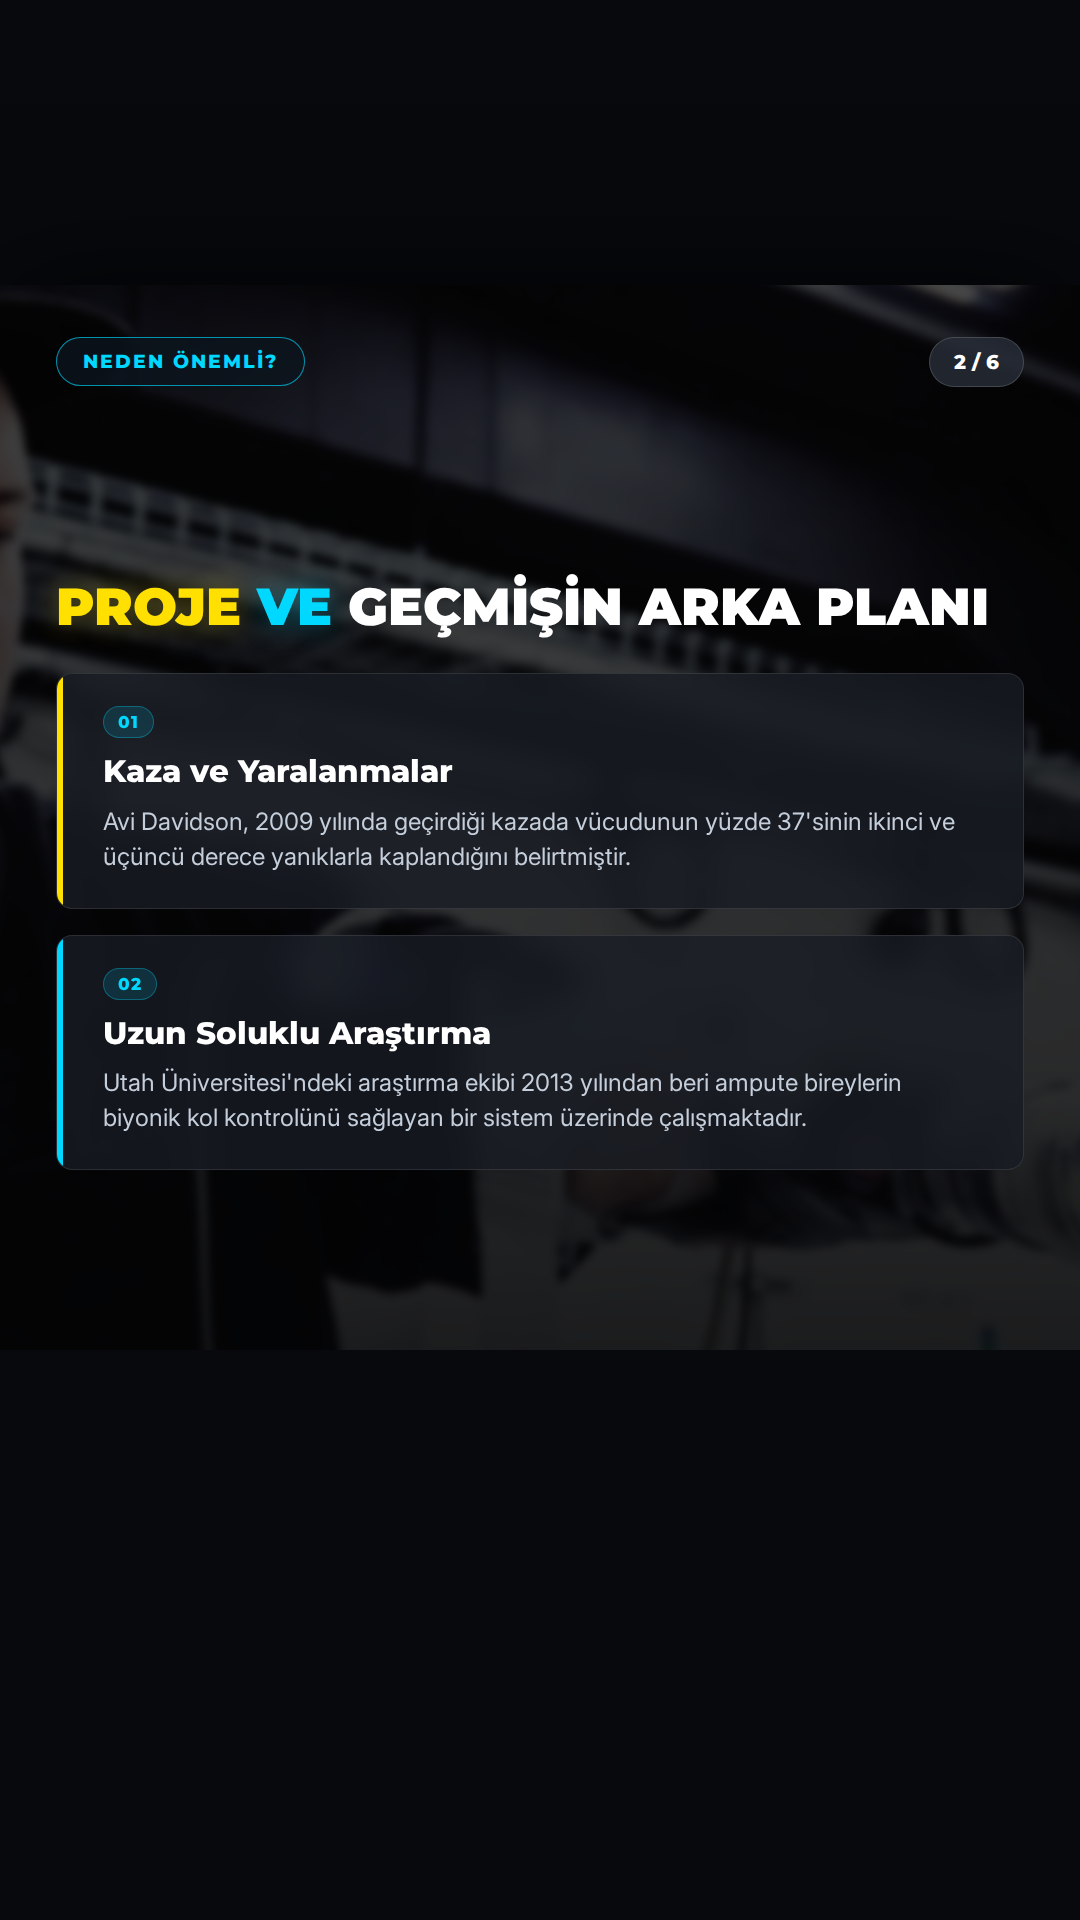 NEDEN ÖNEMLİ?
2 / 6
PROJE VE GEÇMİŞİN ARKA PLANI
01
Kaza ve Yaralanmalar
Avi Davidson, 2009 yılında geçirdiği kazada vücudunun yüzde 37'sinin ikinci ve
üçüncü derece yanıklarla kaplandığını belirtmiştir.
02
Uzun Soluklu Araştırma
Utah Üniversitesi'ndeki araştırma ekibi 2013 yılından beri ampute bireylerin
biyonik kol kontrolünü sağlayan bir sistem üzerinde çalışmaktadır.